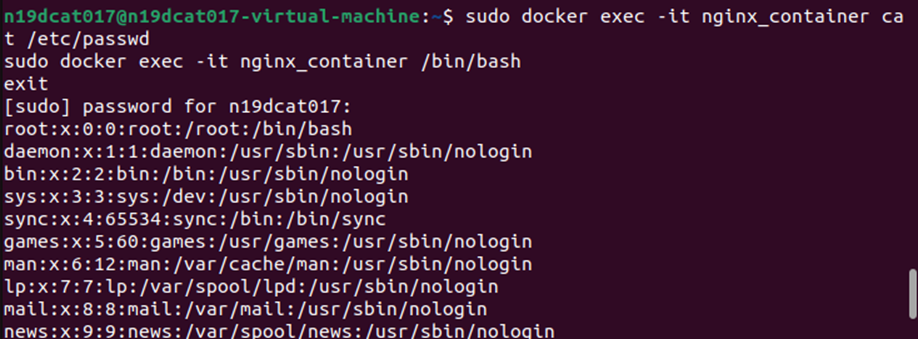 n19dcat017@n19dcat017-virtual-machine:~$ sudo docker exec -it nginx_container ca
t /etc/passwd
sudo docker exec -it nginx_container /bin/bash
exit
[sudo] password for n19dcat017:
root:x:0:0:root:/root:/bin/bash
daemon:x:1:1:daemon:/usr/sbin:/usr/sbin/nologin
bin:x:2:2:bin:/bin:/usr/sbin/nologin
sys:x:3:3:sys:/dev:/usr/sbin/nologin
sync:x:4:65534:sync:/bin:/bin/sync
games:x:5:60:games:/usr/games:/usr/sbin/nologin
man:x:6:12:man:/var/cache/man:/usr/sbin/nologin
lp:x:7:7:lp:/var/spool/lpd:/usr/sbin/nologin
mail:x:8:8:mail:/var/mail:/usr/sbin/nologin
news:x:9:9:news:/var/spool/news:/usr/sbin/nologin